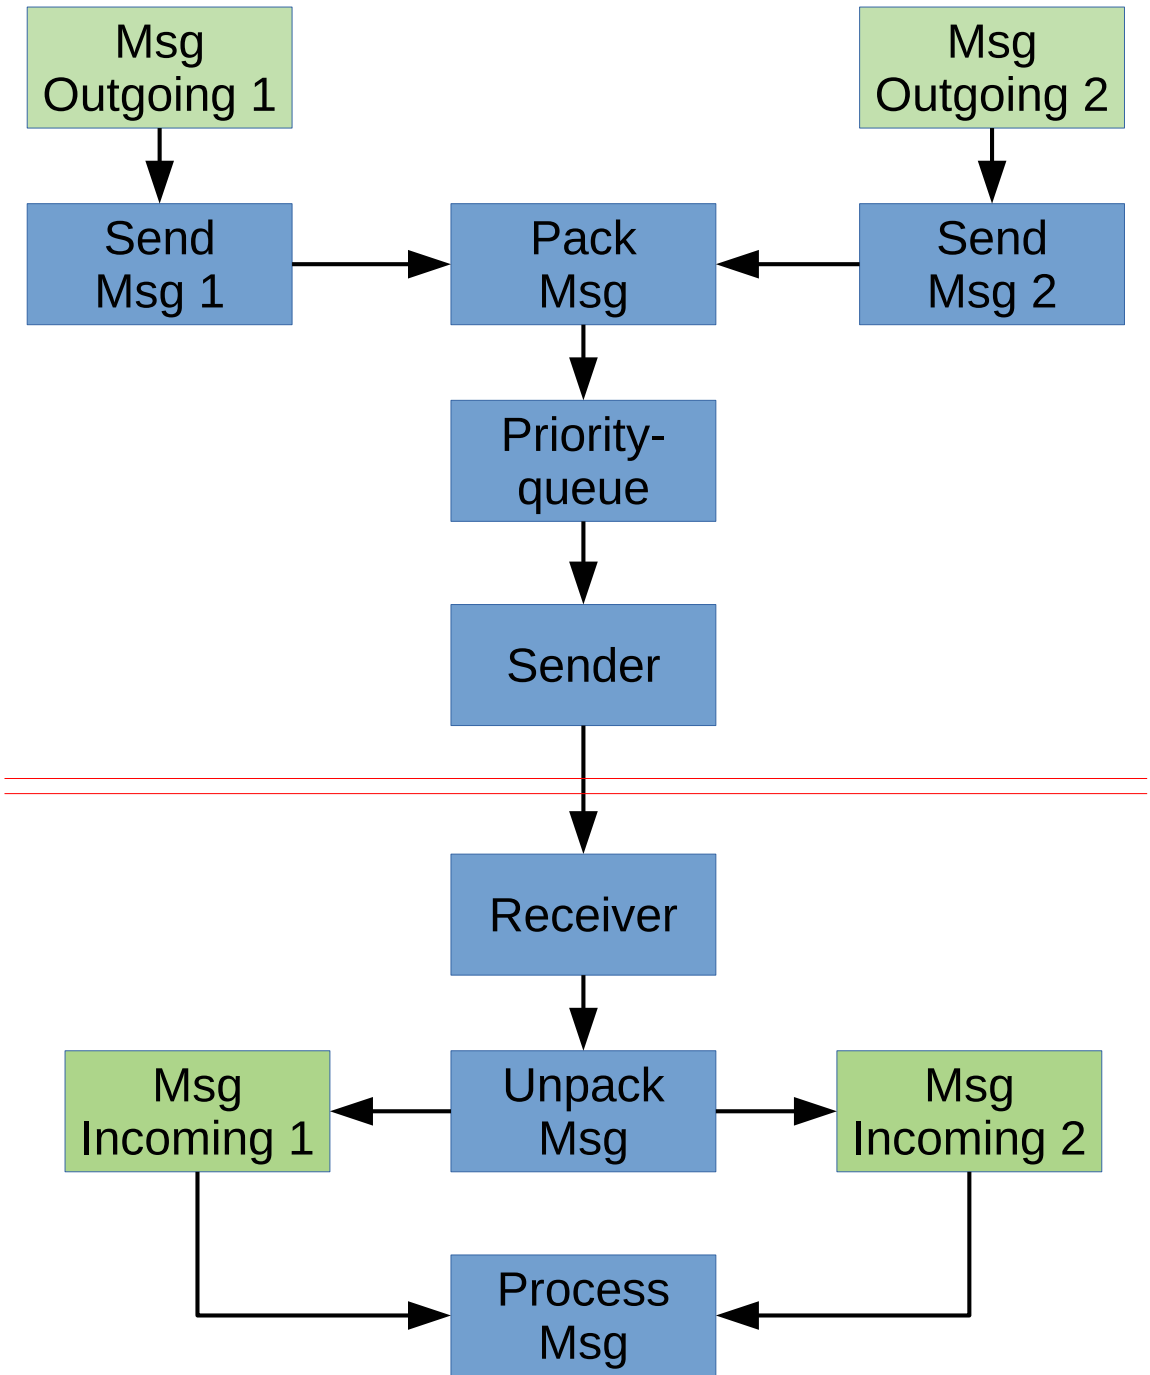 Msg
Outgoing 1
Msg
Outgoing 2
Send
Msg 1
Pack
Msg
Send
Msg 2
Priority-
queue
Sender
Receiver
Msg
Incoming 1
Unpack
Msg
Msg
Incoming 2
Process
Msg